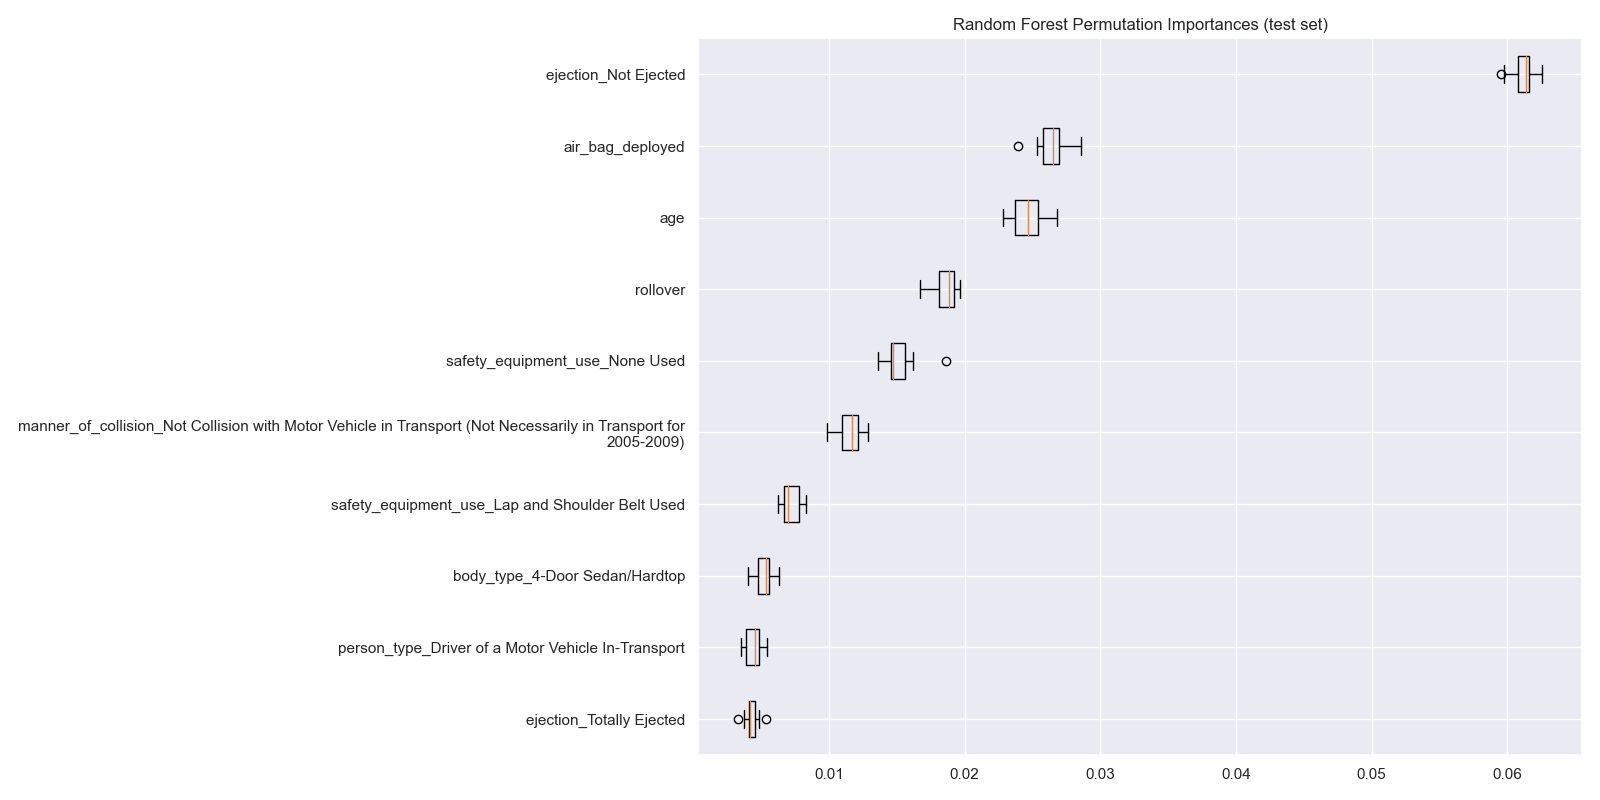 Random Forest Permutation Importances (test set)
ejection_Not Ejected
air_bag_deployed
age
rollover
safety_equipment_use_None Used
manner_of_collision_Not Collision with Motor Vehicle in Transport (Not Necessarily in Transport for
2005-2009)
safety_equipment_use_Lap and Shoulder Belt Used
body_type_4-Door Sedan/Hardtop
person_type_Driver of a Motor Vehicle In-Transport
ejection_Totally Ejected
0.01 0.02 0.03 0.04 0.05 0.06